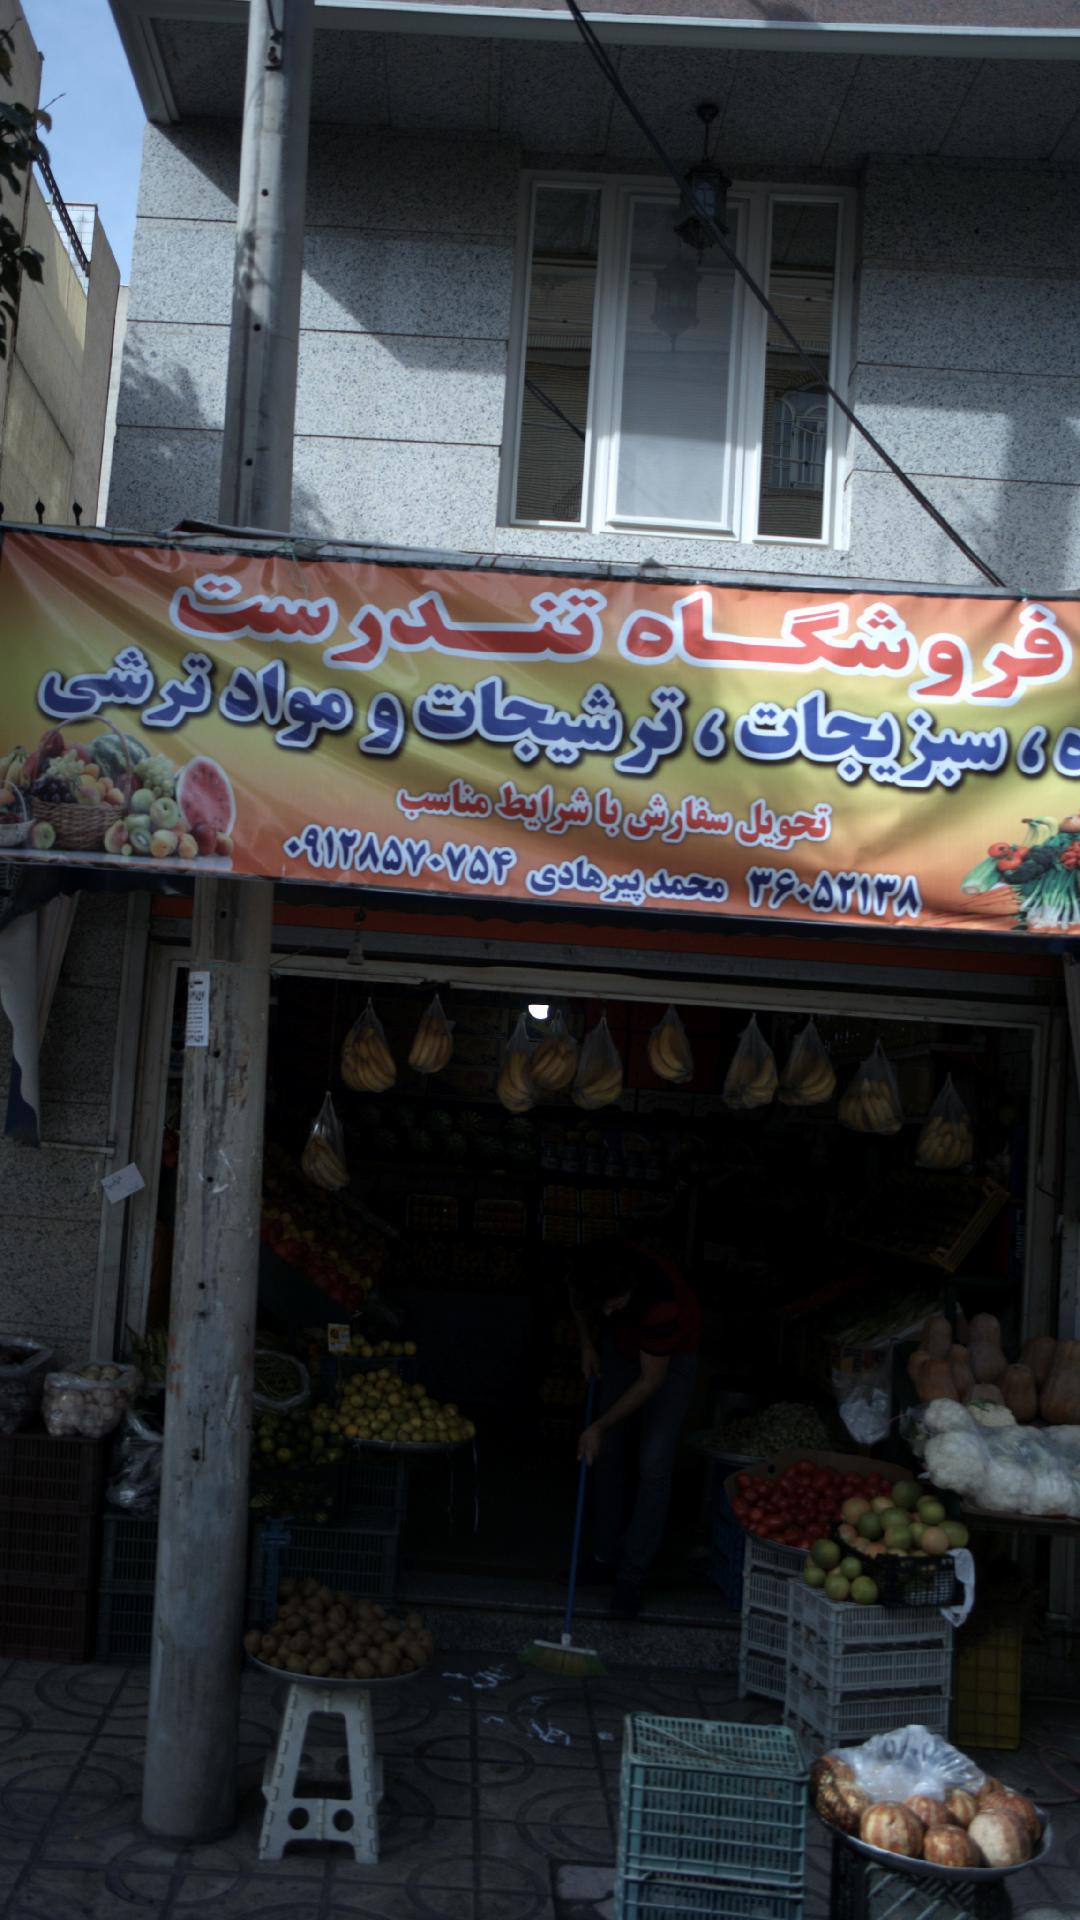 فروشگاه تندرست
، سبزیجات ، ترشیجات و مواد ترشی
تحویل سفارش با شرایط مناسب
۳۶۰۵۲۱۳۸ محمد پیرهادی ۰۹۱۲۸۵۷۰۷۵۴